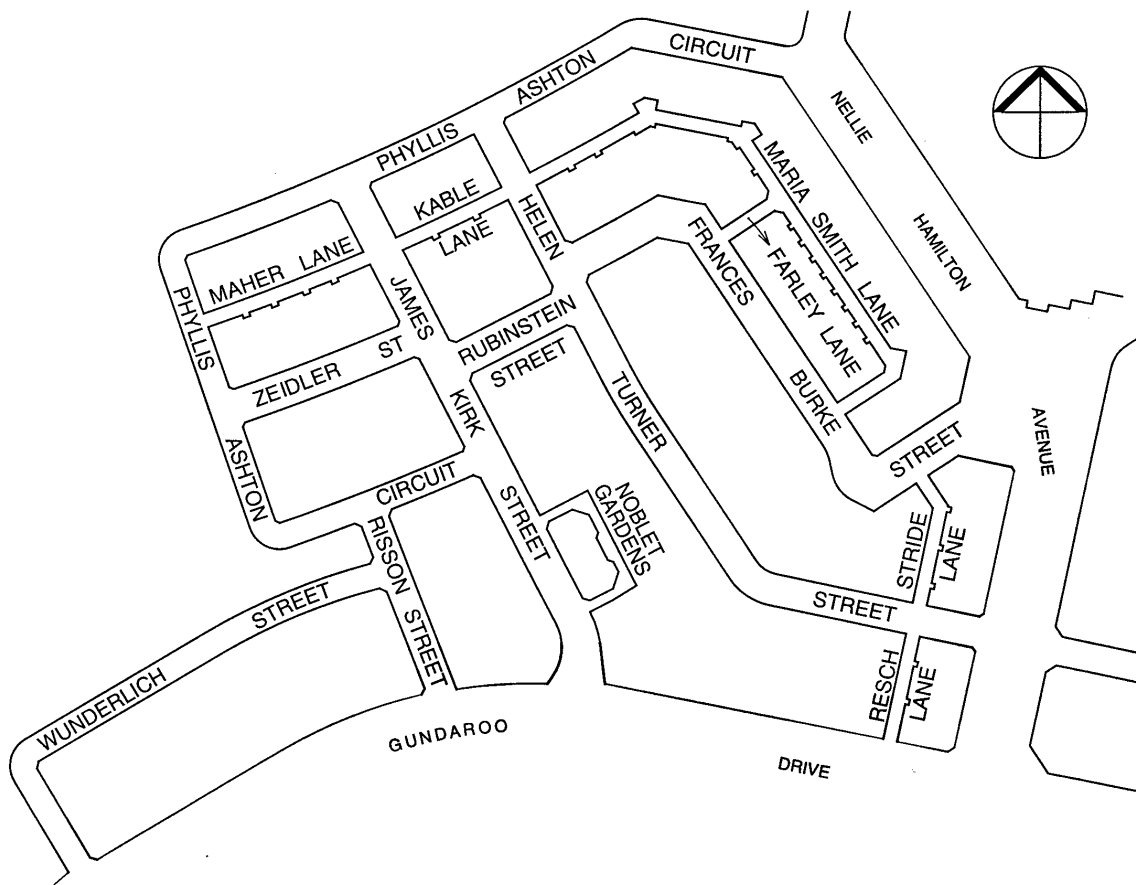 PHYLLIS ASHTON CIRCUIT
NELLIE HAMILTON AVENUE
KABLE LANE
HELEN
MARIA SMITH LANE
MAHER LANE
FRANCES BURKE STREET
FARLEY LANE
PHYLLIS ASHTON CIRCUIT
JAMES KIRK STREET
RUBINSTEIN STREET
ZEIDLER ST
TURNER STREET
NOBLET GARDENS
RISSON STREET
STRIDE LANE
WUNDERLICH STREET
RESCH LANE
GUNDAROO DRIVE